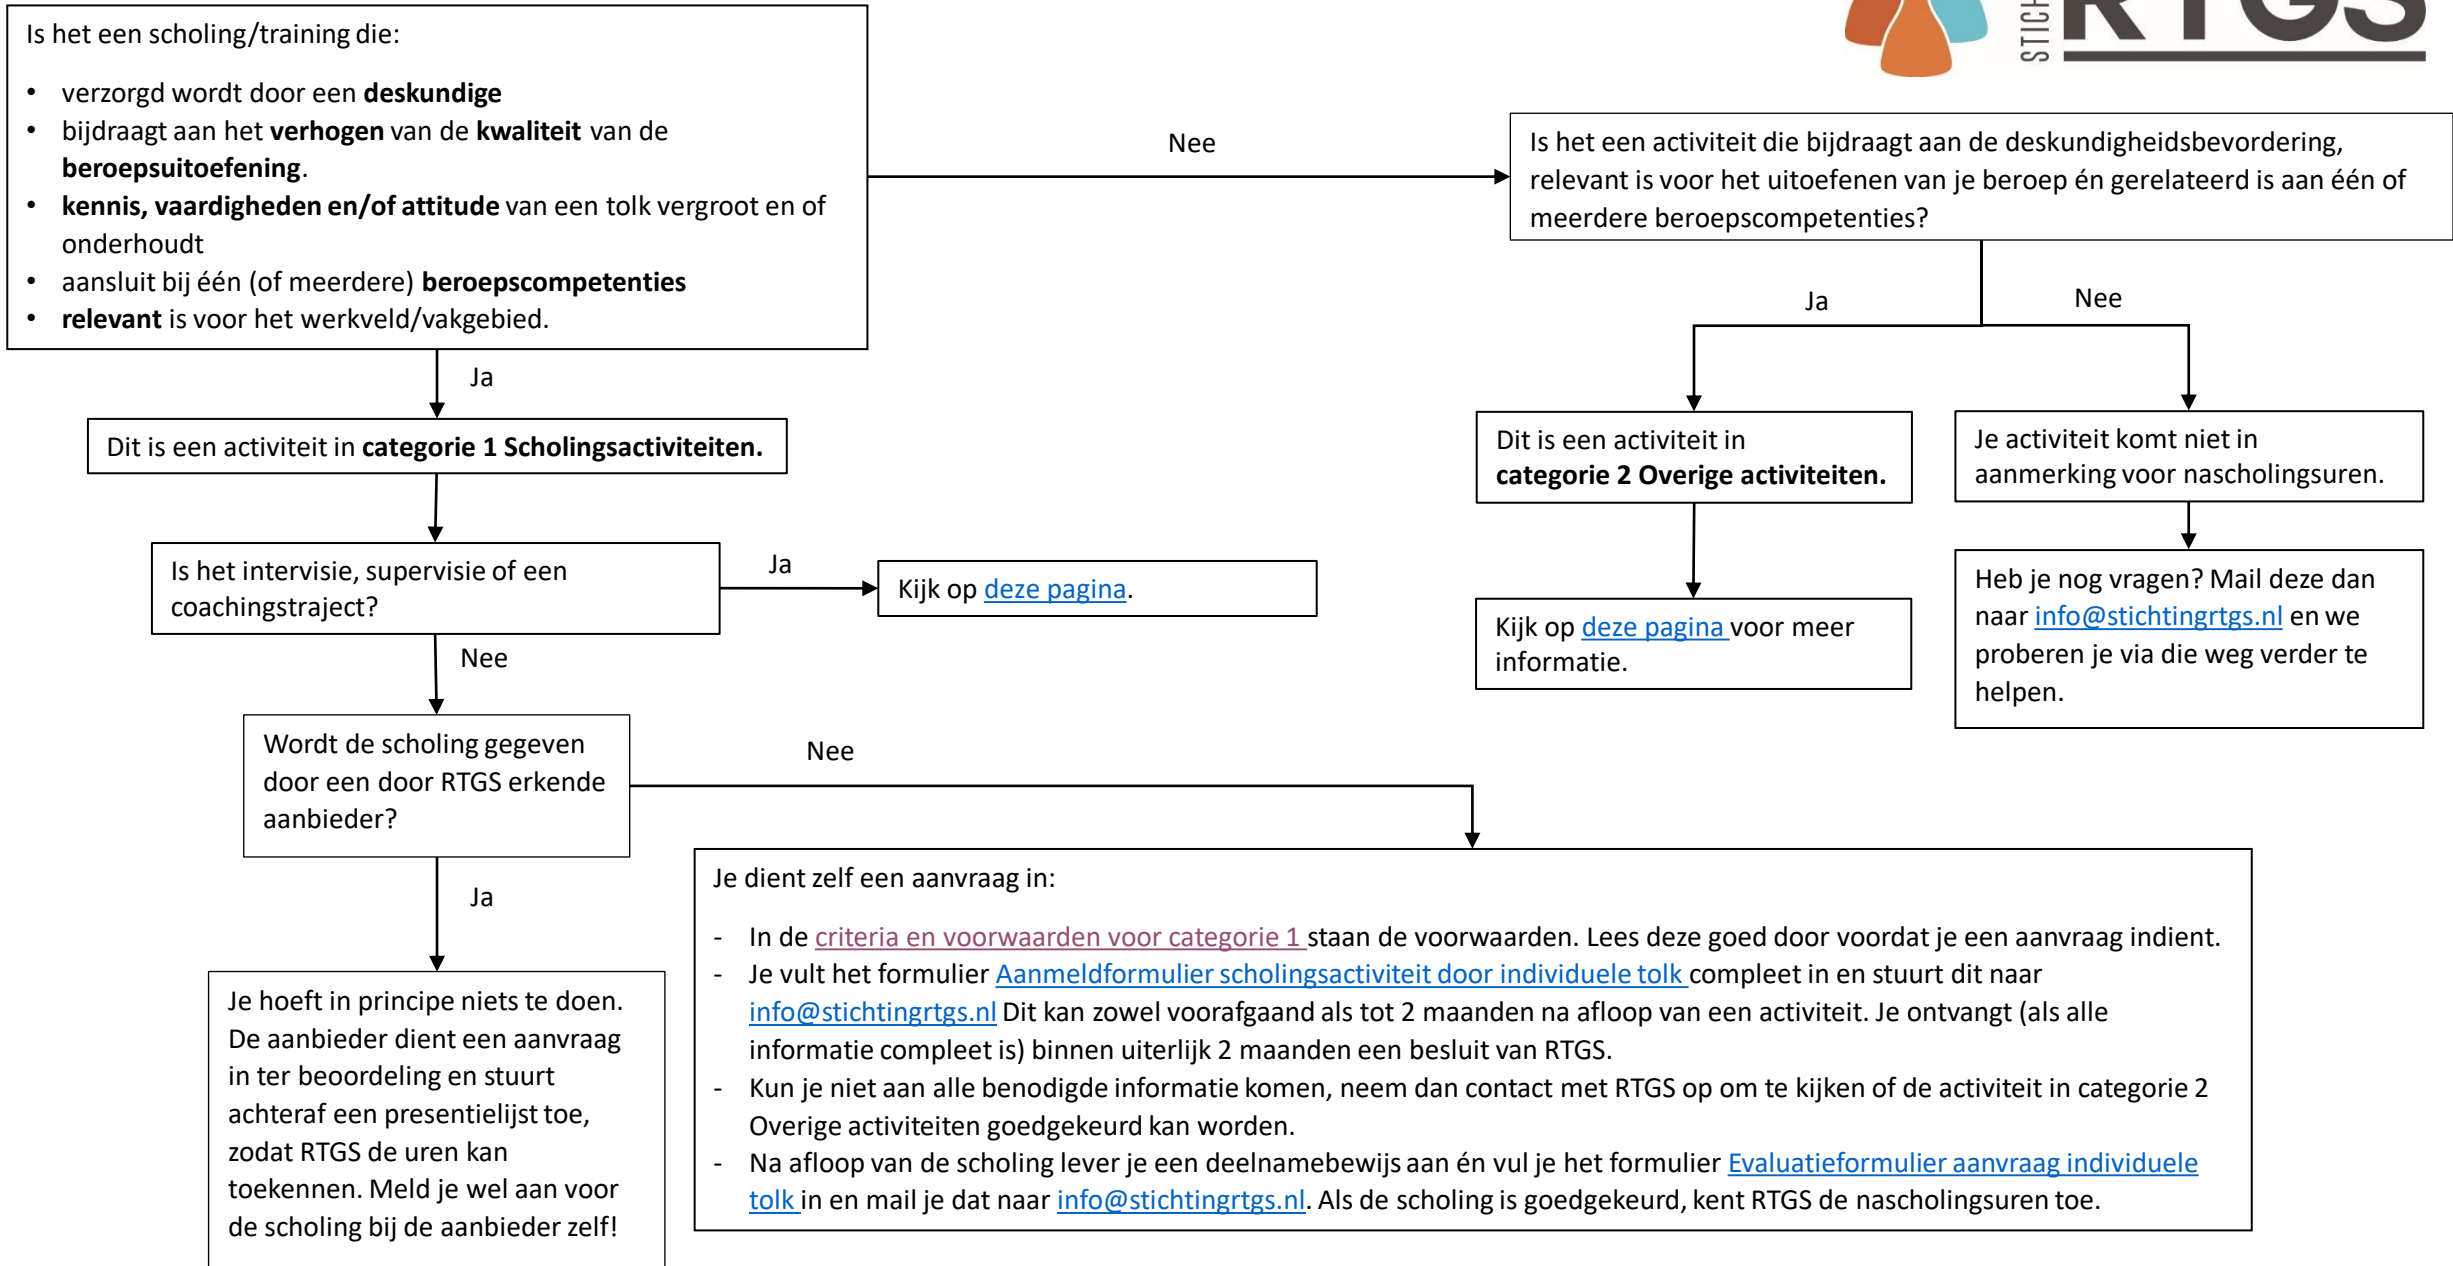 STICH
RTGS
Is het een scholing/training die:
• verzorgd wordt door een deskundige
• bijdraagt aan het verhogen van de kwaliteit van de
beroepsuitoefening.
• kennis, vaardigheden en/of attitude van een tolk vergroot en of
onderhoudt
• aansluit bij één (of meerdere) beroepscompetenties
• relevant is voor het werkveld/vakgebied.
Nee
Is het een activiteit die bijdraagt aan de deskundigheidsbevordering,
relevant is voor het uitoefenen van je beroep én gerelateerd is aan één of
meerdere beroepscompetenties?
Ja
Nee
Ja
Dit is een activiteit in categorie 1 Scholingsactiviteiten.
Dit is een activiteit in
categorie 2 Overige activiteiten.
Je activiteit komt niet in
aanmerking voor nascholingsuren.
Is het intervisie, supervisie of een
coachingstraject?
Ja
Kijk op deze pagina.
Kijk op deze pagina voor meer
informatie.
Heb je nog vragen? Mail deze dan
naar info@stichtingrtgs.nl en we
proberen je via die weg verder te
helpen.
Nee
Wordt de scholing gegeven
door een door RTGS erkende
aanbieder?
Nee
Ja
Je hoeft in principe niets te doen.
De aanbieder dient een aanvraag
in ter beoordeling en stuurt
achteraf een presentielijst toe,
zodat RTGS de uren kan
toekennen. Meld je wel aan voor
de scholing bij de aanbieder zelf!
Je dient zelf een aanvraag in:
- In de criteria en voorwaarden voor categorie 1 staan de voorwaarden. Lees deze goed door voordat je een aanvraag indient.
- Je vult het formulier Aanmeldformulier scholingsactiviteit door individuele tolk compleet in en stuurt dit naar
info@stichtingrtgs.nl Dit kan zowel voorafgaand als tot 2 maanden na afloop van een activiteit. Je ontvangt (als alle
informatie compleet is) binnen uiterlijk 2 maanden een besluit van RTGS.
- Kun je niet aan alle benodigde informatie komen, neem dan contact met RTGS op om te kijken of de activiteit in categorie 2
Overige activiteiten goedgekeurd kan worden.
- Na afloop van de scholing lever je een deelnamebewijs aan én vul je het formulier Evaluatieformulier aanvraag individuele
tolk in en mail je dat naar info@stichtingrtgs.nl. Als de scholing is goedgekeurd, kent RTGS de nascholingsuren toe.